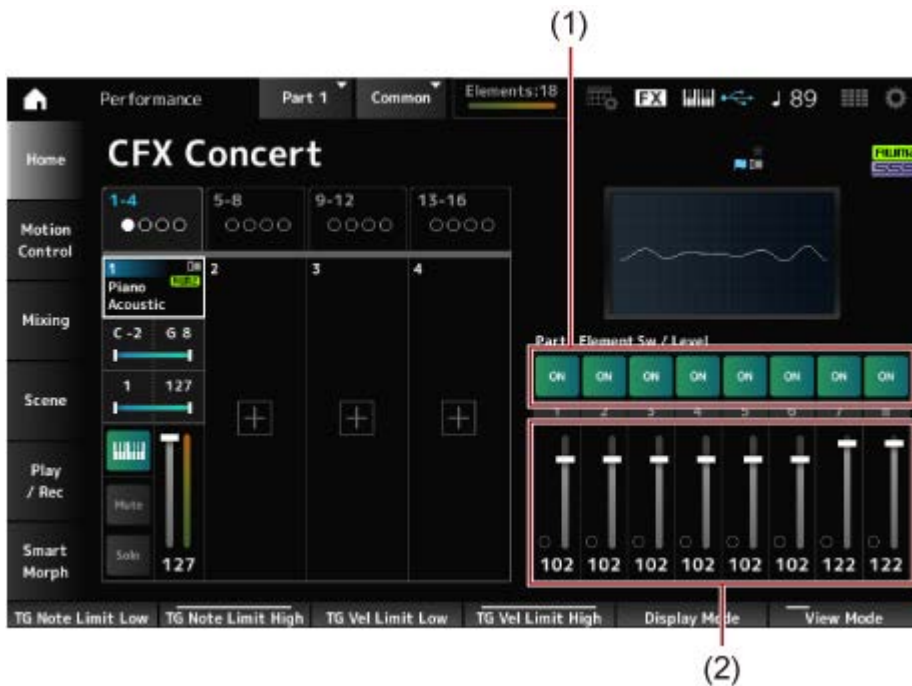 (1)
Performance
Part 1
Common
Elements:18
FX
89
Home
CFX Concert
1-4
5-8
9-12
13-16
Motion
Control
1
2
3
4
Piano
Acoustic
Mixing
C -2
G 8
Part
Element Sw / Level
ON ON ON ON ON ON ON ON
1 2 3 4 5 6 7 8
Scene
1
127
Play
/ Rec
Mute
Smart
Morph
Solo
127
102 102 102 102 102 102 122 122
TG Note Limit Low
TG Note Limit High
TG Vel Limit Low
TG Vel Limit High
Display Mode
View Mode
(2)